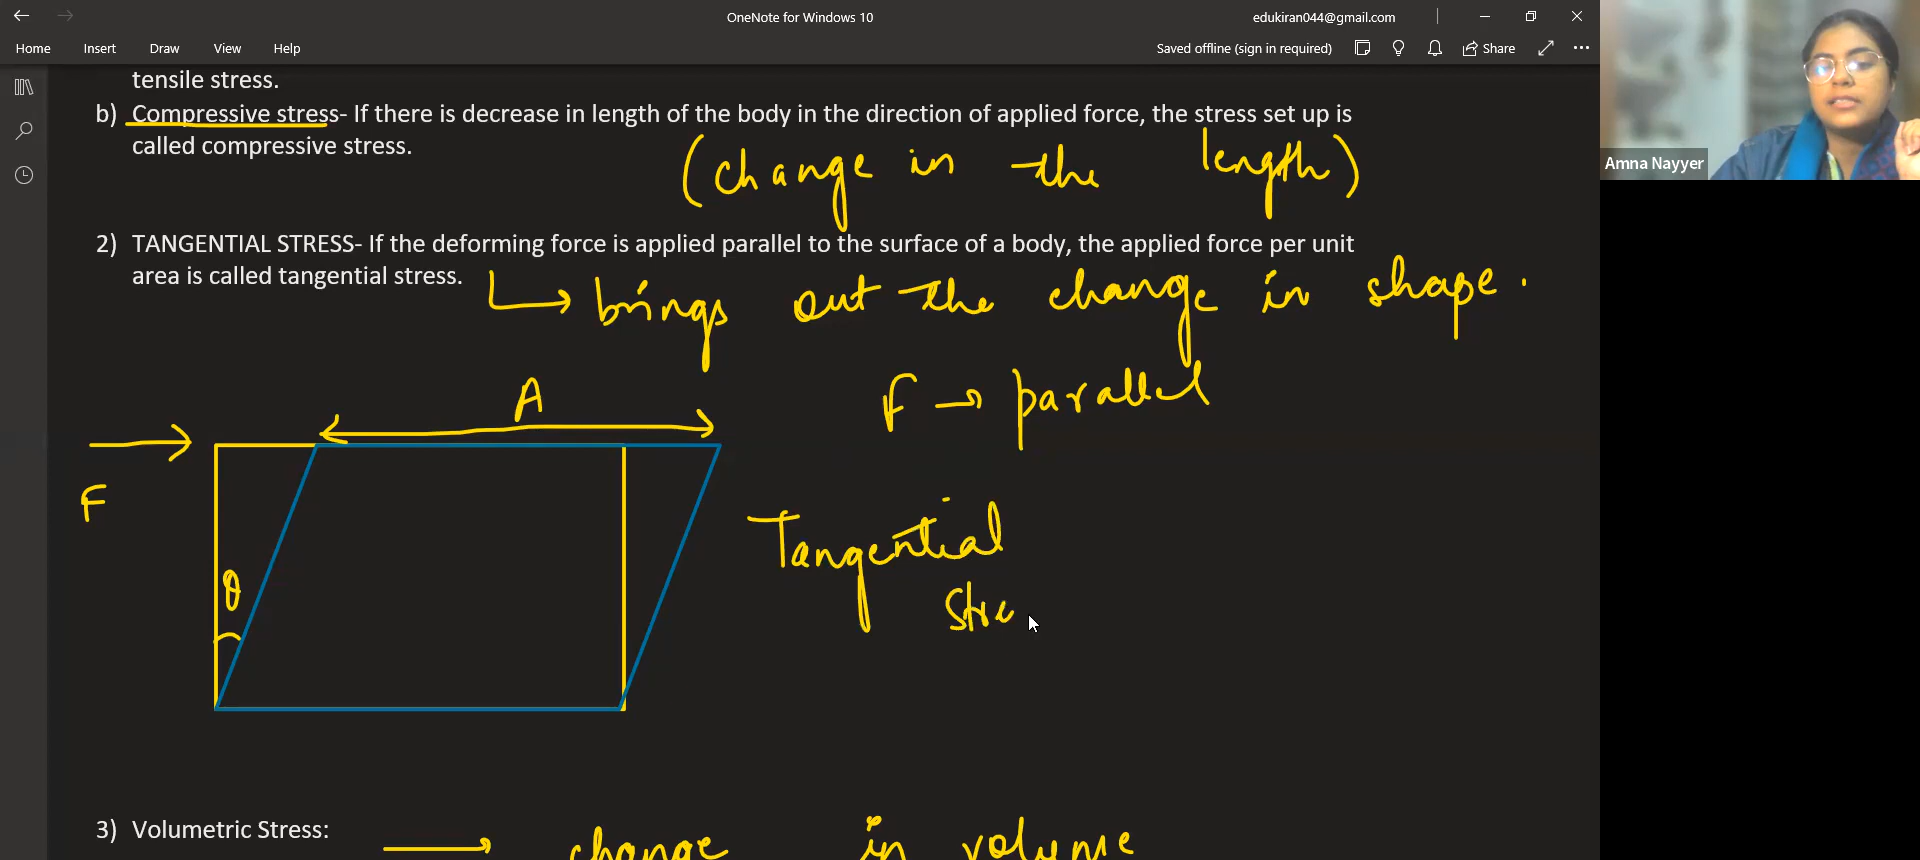 OneNote for Windows 10
edukiran044@gmail.com
Home Insert Draw View Help
Saved offline (sign in required) Share
tensile stress.
b) Compressive stress- If there is decrease in length of the body in the direction of applied force, the stress set up is
called compressive stress.
(change in the length)
2) TANGENTIAL STRESS- If the deforming force is applied parallel to the surface of a body, the applied force per unit
area is called tangential stress.
brings out the change in shape.
A
F → parallel
F
Tangential
θ
Stre
3) Volumetric Stress:
change in volume
Amna Nayyer